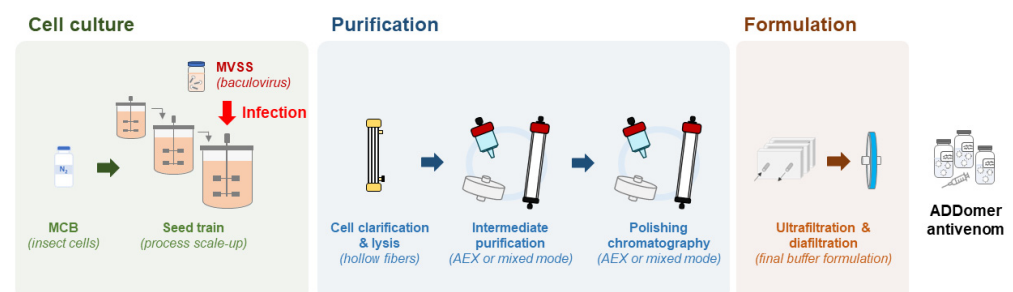 Cell culture
Purification
Formulation
MVSS
(baculovirus)
Infection
N₂
MCB
(insect cells)
Seed train
(process scale-up)
Cell clarification
& lysis
(hollow fibers)
Intermediate
purification
(AEX or mixed mode)
Polishing
chromatography
(AEX or mixed mode)
Ultrafiltration &
diafiltration
(final buffer formulation)
ADDomer
antivenom